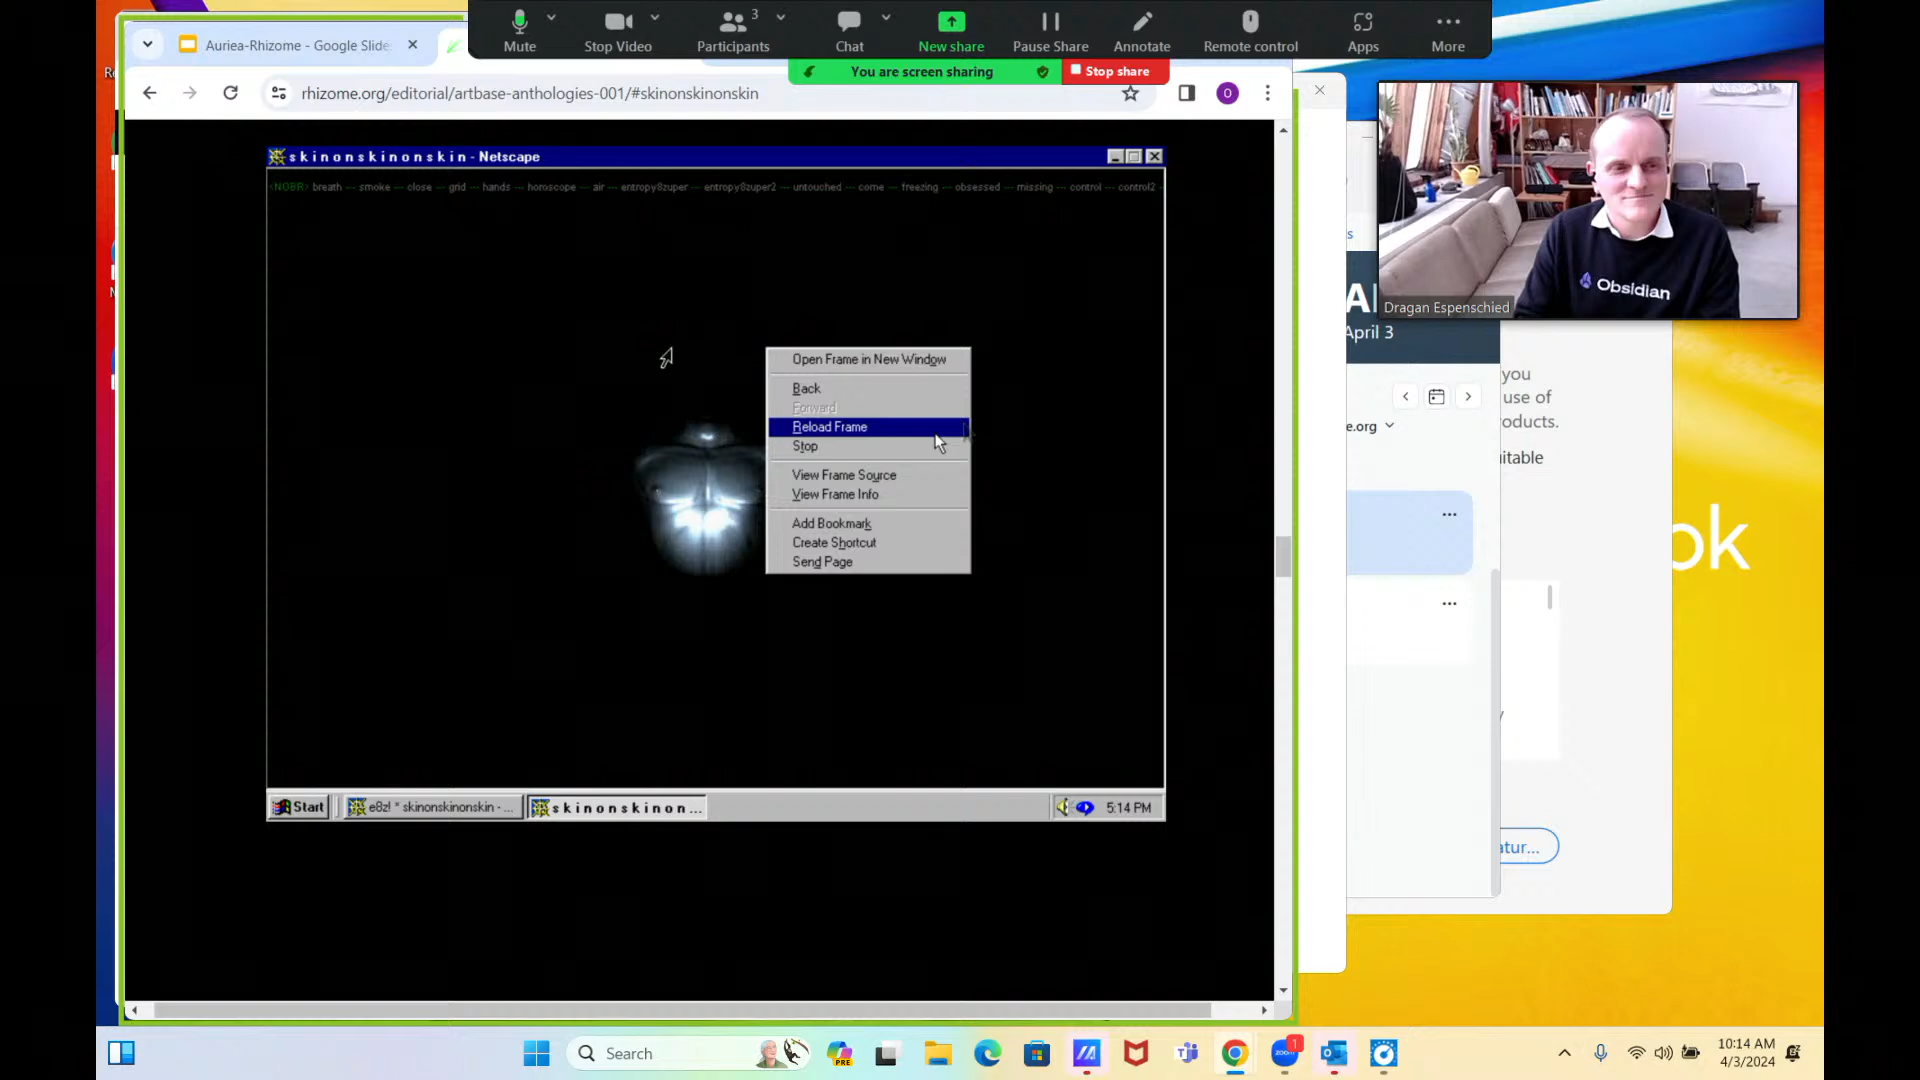 Mute
Stop Video
Participants
3
Chat
New share
Pause Share
Annotate
Remote control
Apps
More
You are screen sharing
Stop share
Auriea-Rhizome - Google Slide
rhizome.org/editorial/artbase-anthologies-001/#skinonskinonskin
O
s k i n o n s k i n o n s k i n - Netscape
<NOBR> breath --- smoke --- close --- grid --- hands --- horoscope --- air --- entropy8zuper --- entropy8zuper2 --- untouched --- come --- freezing --- obsessed --- missing --- control --- control2 --
Open Frame in New Window
Back
Forward
Reload Frame
Stop
View Frame Source
View Frame Info
Add Bookmark
Create Shortcut
Send Page
Start
e8z! * skinonskinonskin - ...
s k i n o n s k i n o n ...
5:14 PM
Obsidian
Dragan Espenschied
s
A
April 3
you
use of
oducts.
e.org
itable
ok
atur...
Search
PRE
zoom
1
10:14 AM
4/3/2024